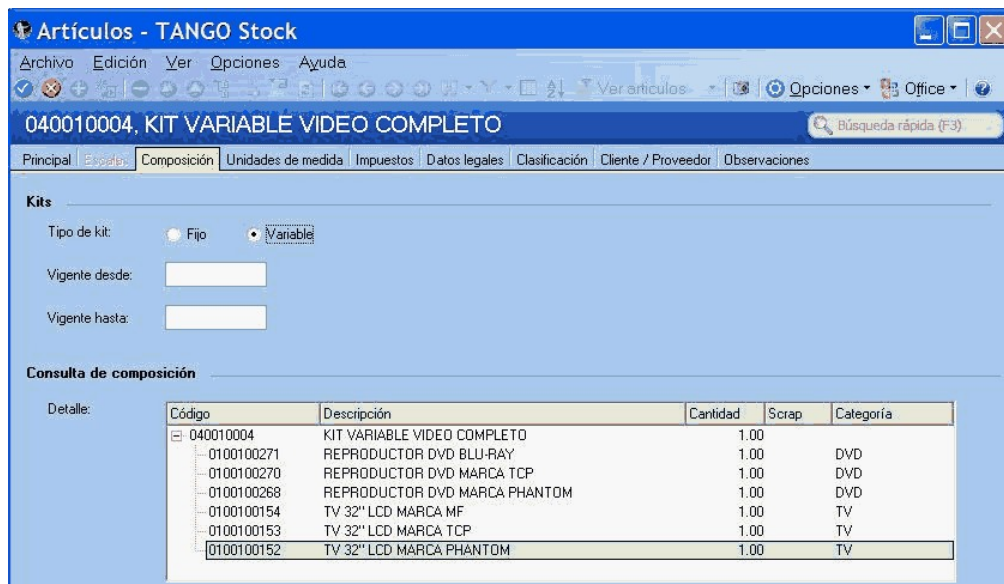 Artículos - TANGO Stock
Archivo Edición Ver Opciones Ayuda
Ver artículos Opciones Office
040010004, KIT VARIABLE VIDEO COMPLETO
Búsqueda rápida (F3)
Principal Escalas Composición Unidades de medida Impuestos Datos legales Clasificación Cliente / Proveedor Observaciones
Kits
Tipo de kit: Fijo Variable
Vigente desde:
Vigente hasta:
Consulta de composición
Detalle:
Código Descripción Cantidad Scrap Categoría
040010004 KIT VARIABLE VIDEO COMPLETO 1.00
0100100271 REPRODUCTOR DVD BLU-RAY 1.00 DVD
0100100270 REPRODUCTOR DVD MARCA TCP 1.00 DVD
0100100268 REPRODUCTOR DVD MARCA PHANTOM 1.00 DVD
0100100154 TV 32" LCD MARCA MF 1.00 TV
0100100153 TV 32" LCD MARCA TCP 1.00 TV
0100100152 TV 32" LCD MARCA PHANTOM 1.00 TV